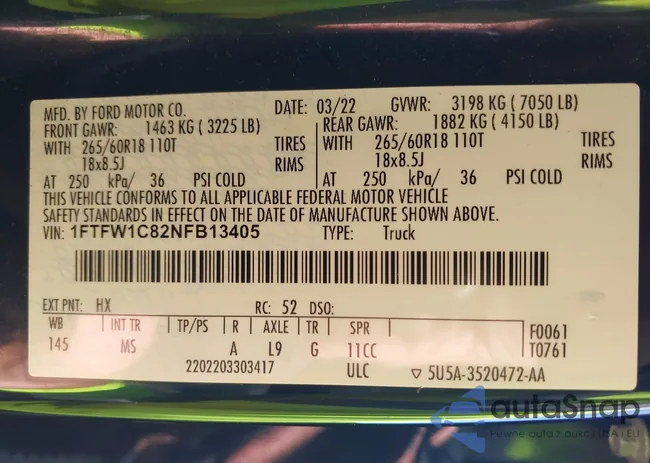 MFD. BY FORD MOTOR CO. DATE: 03/22 GVWR: 3198 KG ( 7050 LB)
FRONT GAWR: 1463 KG ( 3225 LB) REAR GAWR: 1882 KG ( 4150 LB)
WITH 265/60R18 110T TIRES WITH 265/60R18 110T TIRES
18x8.5J RIMS 18x8.5J RIMS
AT 250 kPa/ 36 PSI COLD AT 250 kPa/ 36 PSI COLD
THIS VEHICLE CONFORMS TO ALL APPLICABLE FEDERAL MOTOR VEHICLE
SAFETY STANDARDS IN EFFECT ON THE DATE OF MANUFACTURE SHOWN ABOVE.
VIN: 1FTFW1C82NFB13405 TYPE: Truck
EXT PNT: HX RC: 52 DSO:
WB INT TR TP/PS R AXLE TR SPR F0061
145 MS A L9 G 11CC T0761
2202203303417 ULC ▽ 5U5A-3520472-AA
autoSnap
Pewne auta z aukcji USA i EU